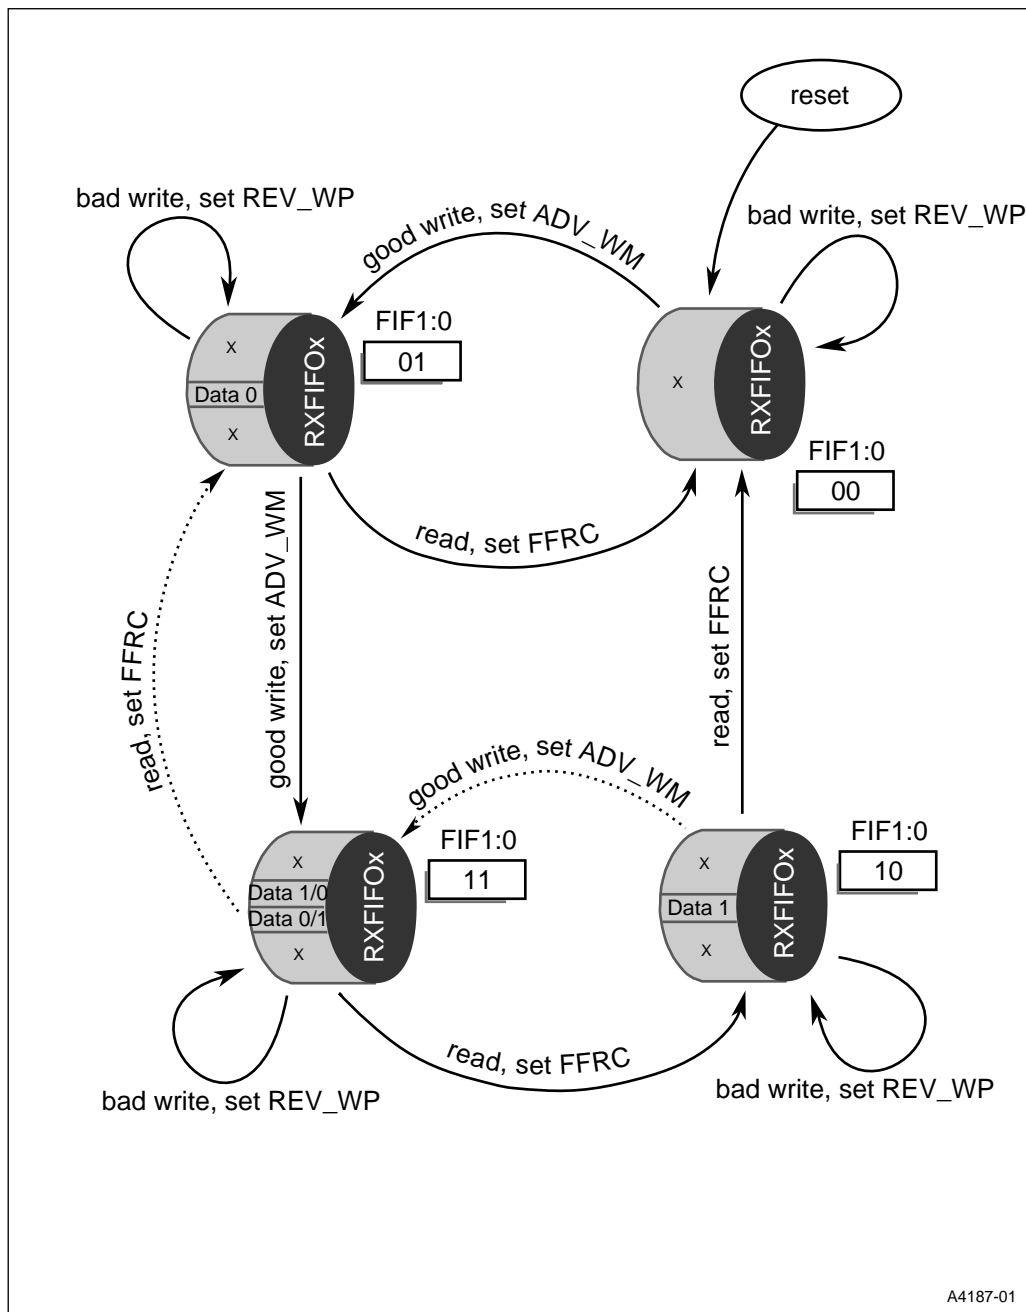 reset
bad write, set REV_WP
good write, set ADV_WM
bad write, set REV_WP
X
Data 0
X
RXFIFOx
FIF1:0
01
X
RXFIFOx
FIF1:0
00
read, set FFRC
good write, set ADV_WM
read, set FFRC
read, set FFRC
good write, set ADV_WM
X
Data 1/0
Data 0/1
X
RXFIFOx
FIF1:0
11
X
Data 1
X
RXFIFOx
FIF1:0
10
read, set FFRC
bad write, set REV_WP
bad write, set REV_WP
A4187-01